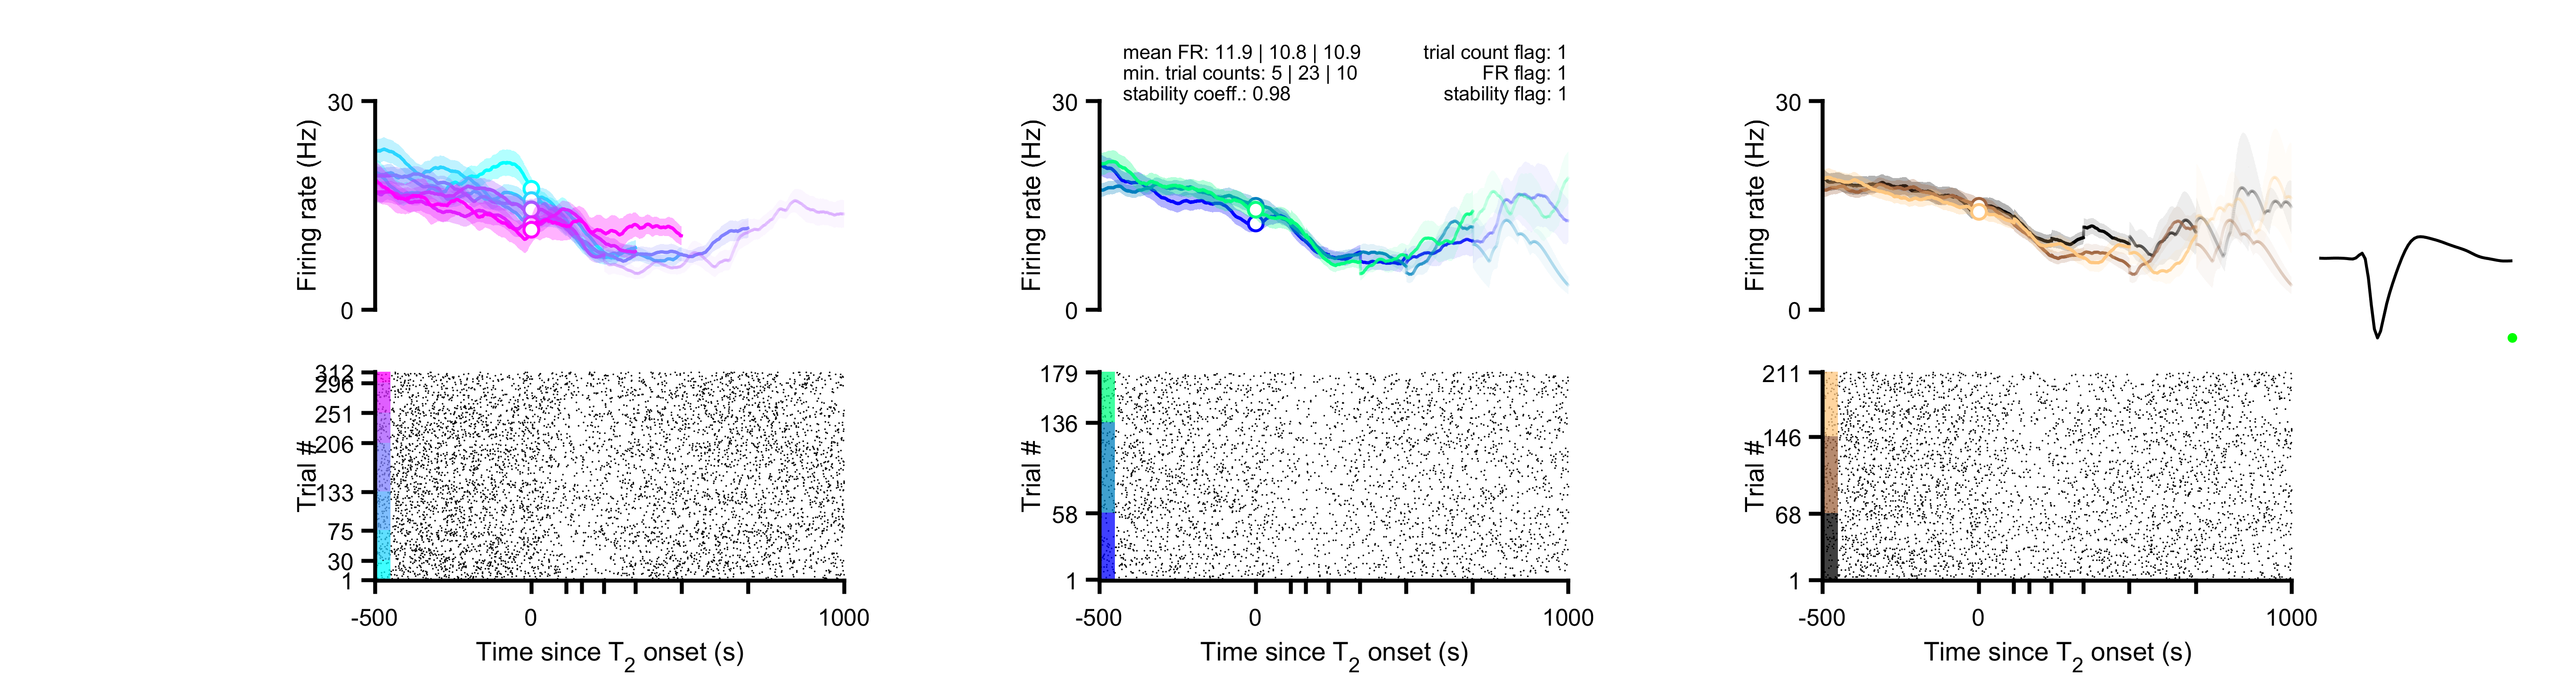 mean FR: 11.9 | 10.8 | 10.9
min. trial counts: 5 | 23 | 10
stability coeff.: 0.98
trial count flag: 1
FR flag: 1
stability flag: 1
30
Firing rate (Hz)
0
312
296
251
206
133
75
30
1
Trial #
-500
0
1000
Time since T2 onset (s)
30
Firing rate (Hz)
0
179
136
58
1
Trial #
-500
0
1000
Time since T2 onset (s)
30
Firing rate (Hz)
0
211
146
68
1
Trial #
-500
0
1000
Time since T2 onset (s)